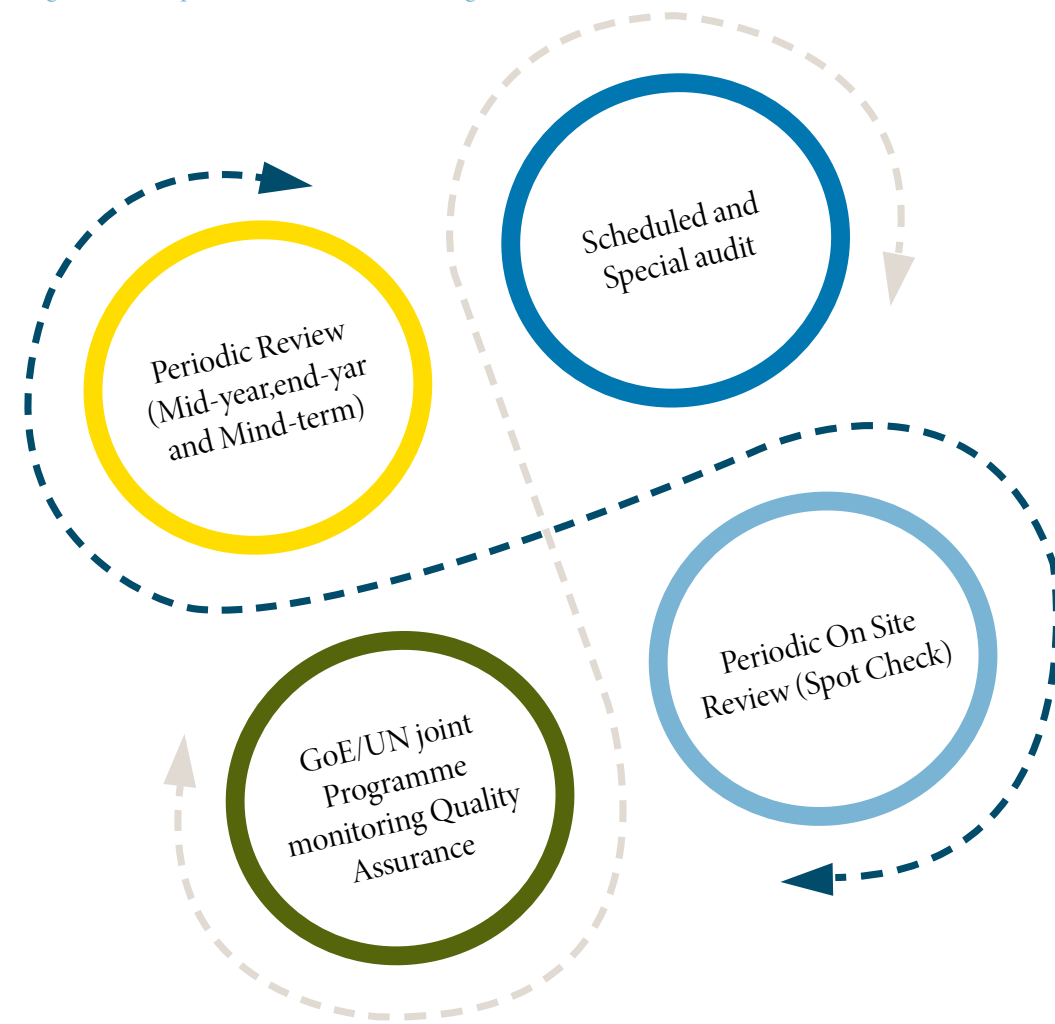 Scheduled and
Special audit
Periodic Review
(Mid-year,end-yar
and Mind-term)
Periodic On Site
Review (Spot Check)
GoE/UN joint
Programme
monitoring Quality
Assurance